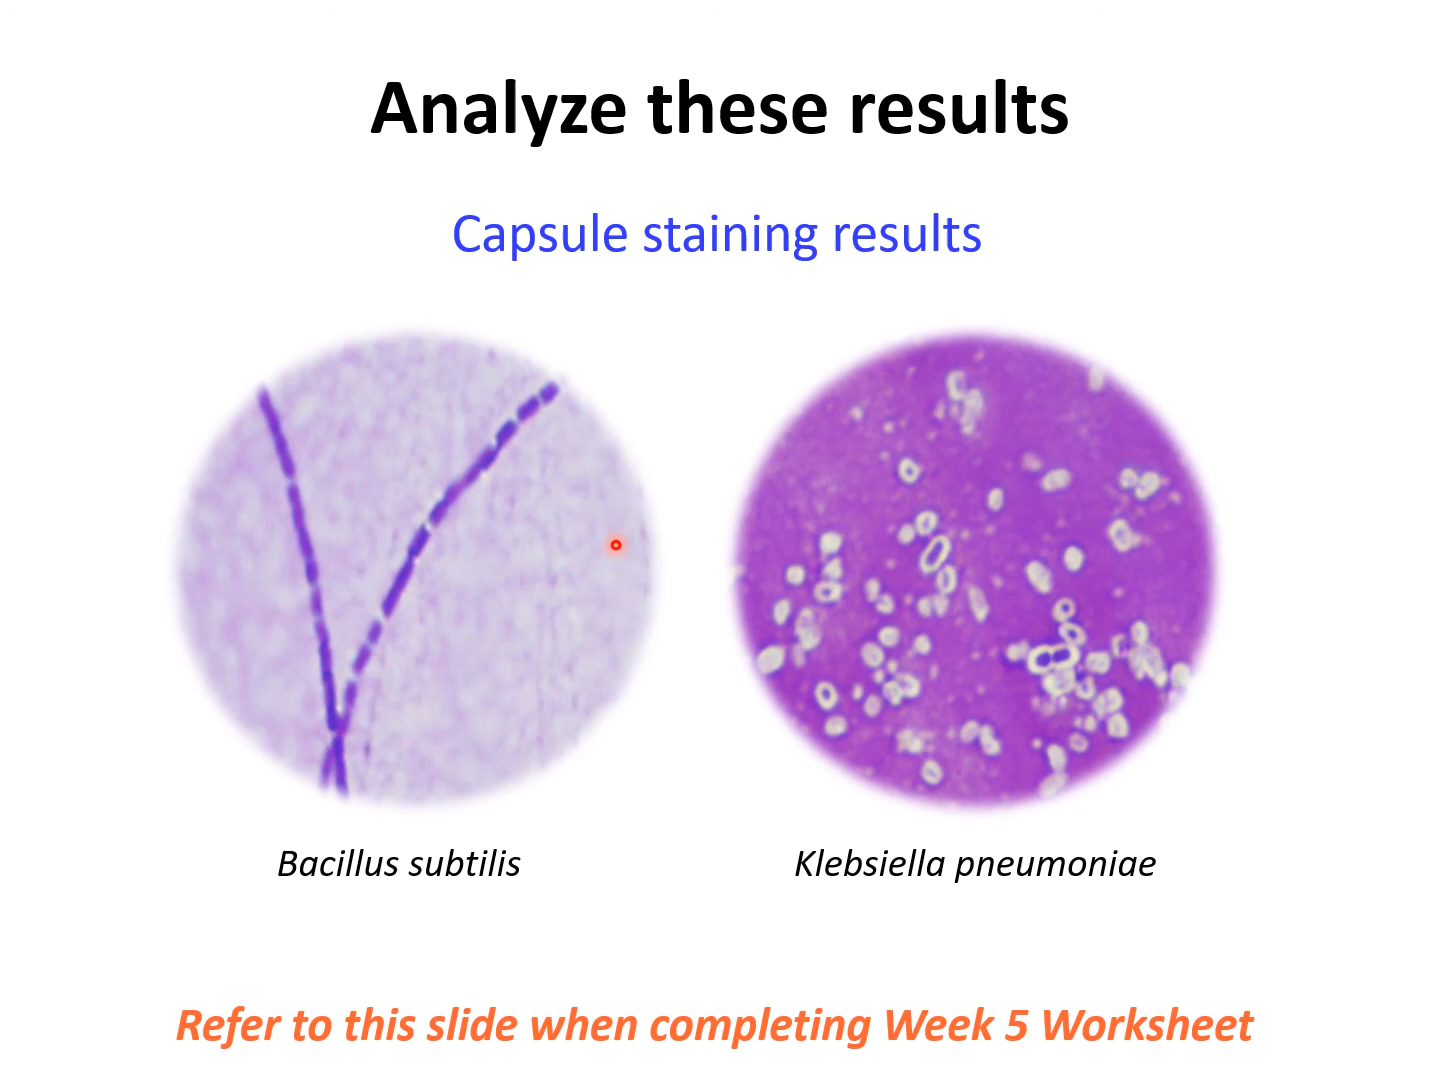 Analyze these results
Capsule staining results
Bacillus subtilis
Klebsiella pneumoniae
Refer to this slide when completing Week 5 Worksheet